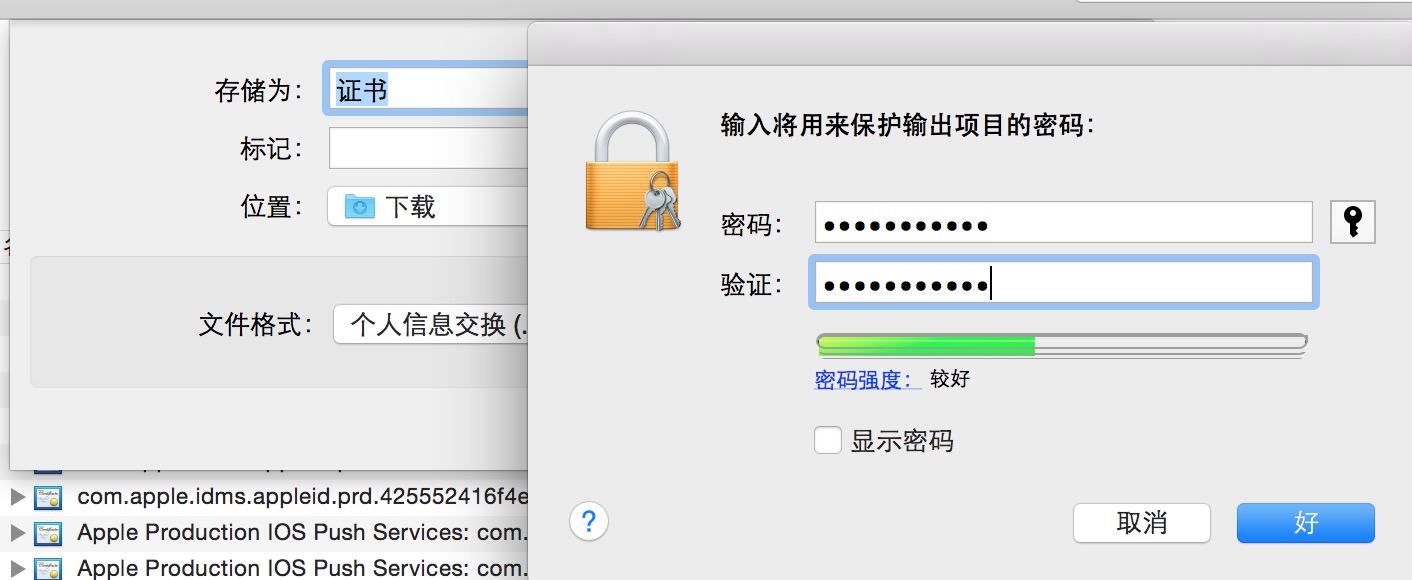 存储为：
证书
标记：
位置：
下载
文件格式：
个人信息交换 (.
com.apple.idms.appleid.prd.425552416f4e
Apple Production IOS Push Services: com.
Apple Production IOS Push Services: com.
输入将用来保护输出项目的密码：
密码：
●●●●●●●●●●●
验证：
●●●●●●●●●●●
密码强度： 较好
显示密码
?
取消
好